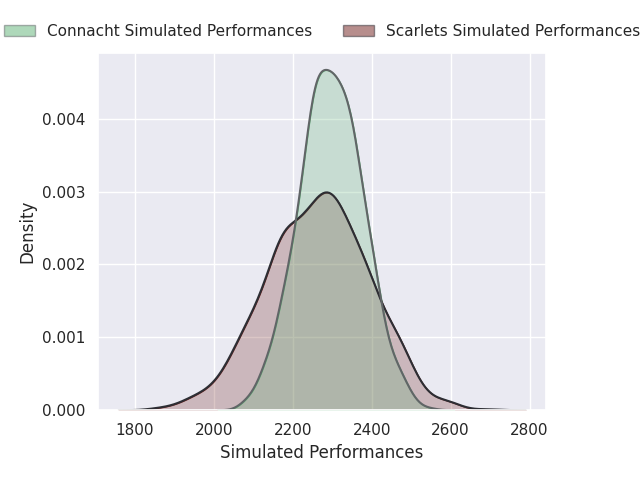 Connacht Simulated Performances
Scarlets Simulated Performances
Density
0.004
0.003
0.002
0.001
0.000
1800 2000 2200 2400 2600 2800
Simulated Performances